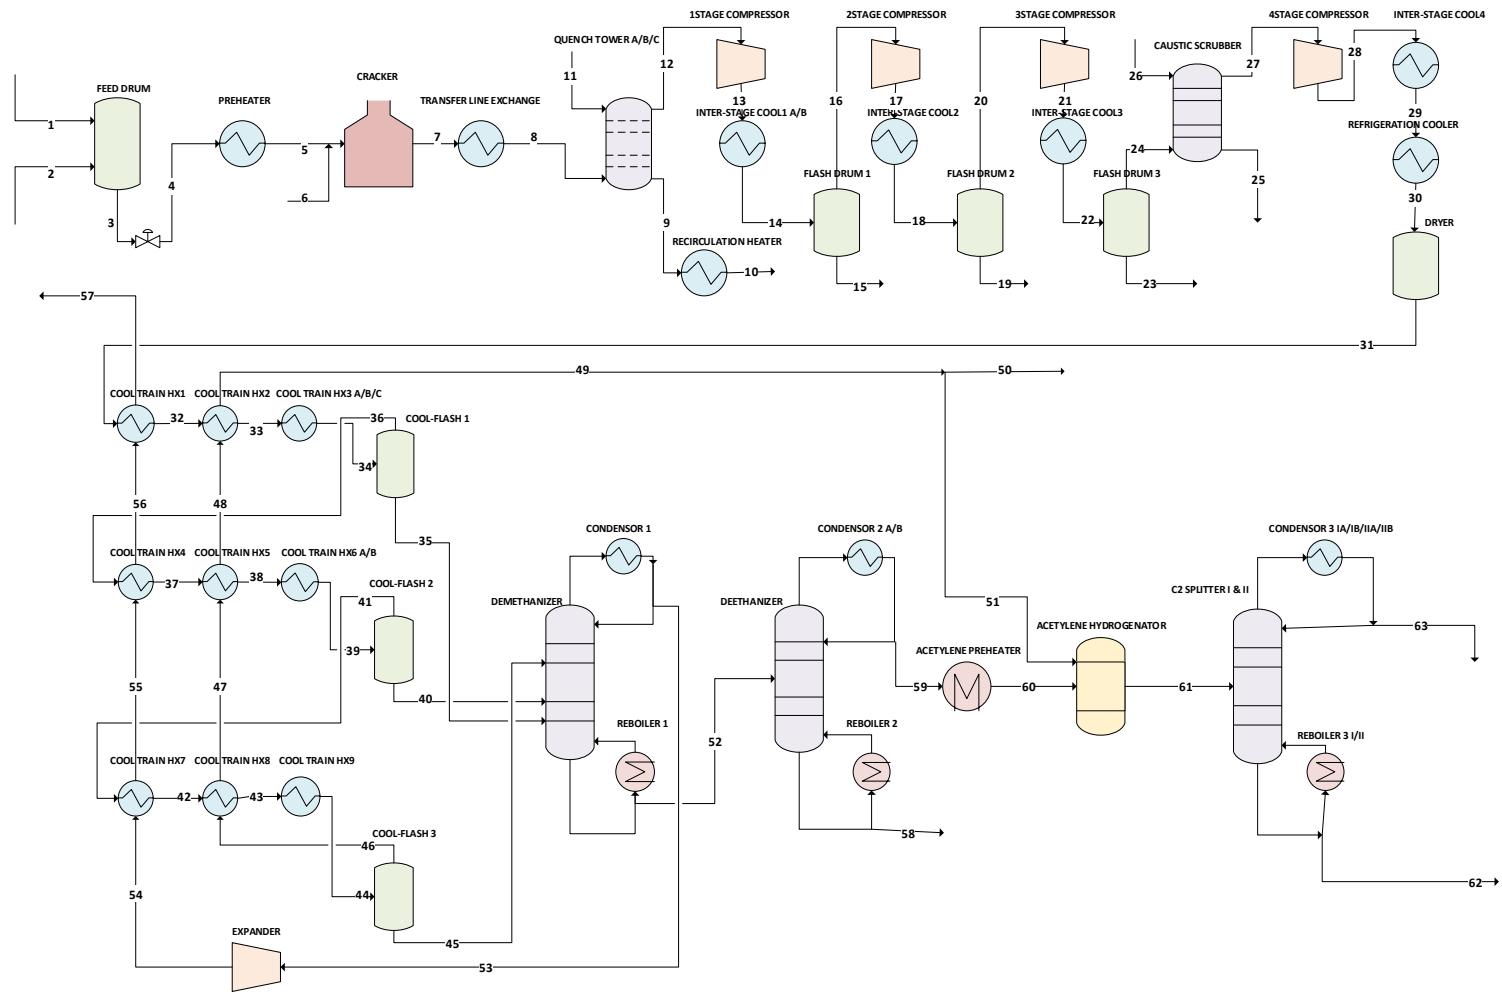 1STAGE COMPRESSOR
2STAGE COMPRESSOR
3STAGE COMPRESSOR
4STAGE COMPRESSOR
INTER-STAGE COOL4
QUENCH TOWER A/B/C
CAUSTIC SCRUBBER
28
12
27
11
26
CRACKER
FEED DRUM
PREHEATER
TRANSFER LINE EXCHANGE
13
16
17
20
21
29
INTER-STAGE COOL1 A/B
INTER-STAGE COOL2
INTER-STAGE COOL3
REFRIGERATION COOLER
1
7
8
5
24
2
FLASH DRUM 1
FLASH DRUM 2
FLASH DRUM 3
25
4
6
30
3
9
14
18
22
DRYER
RECIRCULATION HEATER
10
15
19
23
57
31
49
50
COOL TRAIN HX1
COOL TRAIN HX2
COOL TRAIN HX3 A/B/C
32
33
36
COOL-FLASH 1
34
56
48
35
CONDENSOR 1
CONDENSOR 2 A/B
CONDENSOR 3 IA/IB/IIA/IIB
COOL TRAIN HX4
COOL TRAIN HX5
COOL TRAIN HX6 A/B
37
38
COOL-FLASH 2
41
DEMETHANIZER
DEETHANIZER
51
C2 SPLITTER I & II
ACETYLENE HYDROGENATOR
63
39
ACETYLENE PREHEATER
55
47
40
59
60
61
REBOILER 1
52
REBOILER 2
REBOILER 3 I/II
COOL TRAIN HX7
COOL TRAIN HX8
COOL TRAIN HX9
42
43
COOL-FLASH 3
46
58
54
44
62
EXPANDER
45
53